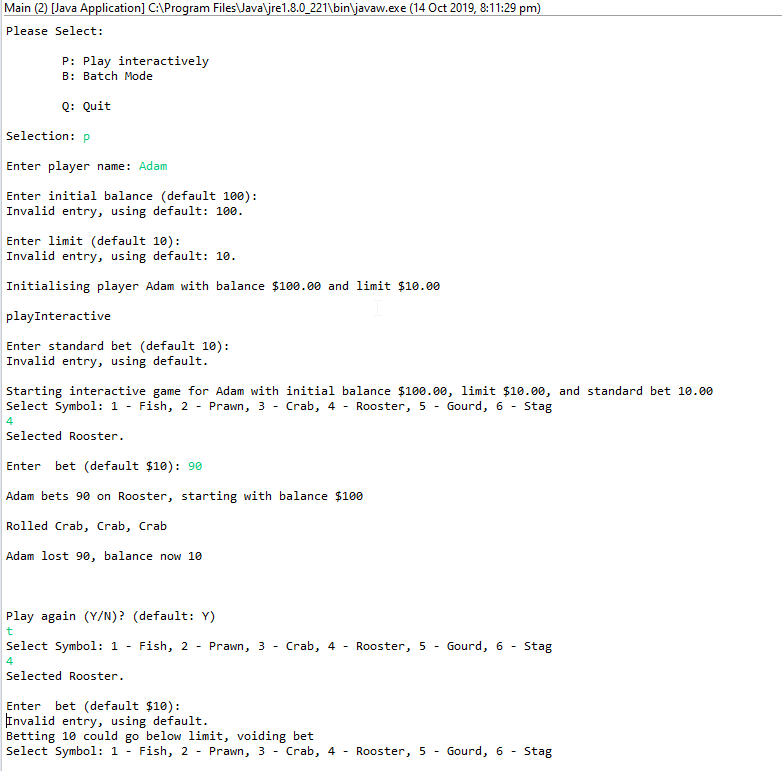 Main (2) [Java Application] C:\Program Files\Java\jre1.8.0_221\bin\javaw.exe (14 Oct 2019, 8:11:29 pm)
Please Select:
P: Play interactively
B: Batch Mode
Q: Quit
Selection: p
Enter player name: Adam
Enter initial balance (default 100):
Invalid entry, using default: 100.
Enter limit (default 10):
Invalid entry, using default: 10.
Initialising player Adam with balance $100.00 and limit $10.00
playInteractive
Enter standard bet (default 10):
Invalid entry, using default.
Starting interactive game for Adam with initial balance $100.00, limit $10.00, and standard bet 10.00
Select Symbol: 1 - Fish, 2 - Prawn, 3 - Crab, 4 - Rooster, 5 - Gourd, 6 - Stag
4
Selected Rooster.
Enter  bet (default $10): 90
Adam bets 90 on Rooster, starting with balance $100
Rolled Crab, Crab, Crab
Adam lost 90, balance now 10
Play again (Y/N)? (default: Y)
t
Select Symbol: 1 - Fish, 2 - Prawn, 3 - Crab, 4 - Rooster, 5 - Gourd, 6 - Stag
4
Selected Rooster.
Enter  bet (default $10):
Invalid entry, using default.
Betting 10 could go below limit, voiding bet
Select Symbol: 1 - Fish, 2 - Prawn, 3 - Crab, 4 - Rooster, 5 - Gourd, 6 - Stag